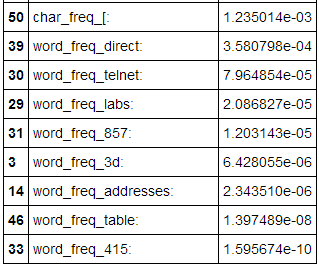 50 char_freq_[: 1.235014e-03
39 word_freq_direct: 3.580798e-04
30 word_freq_telnet: 7.964854e-05
29 word_freq_labs: 2.086827e-05
31 word_freq_857: 1.203143e-05
3 word_freq_3d: 6.428055e-06
14 word_freq_addresses: 2.343510e-06
46 word_freq_table: 1.397489e-08
33 word_freq_415: 1.595674e-10